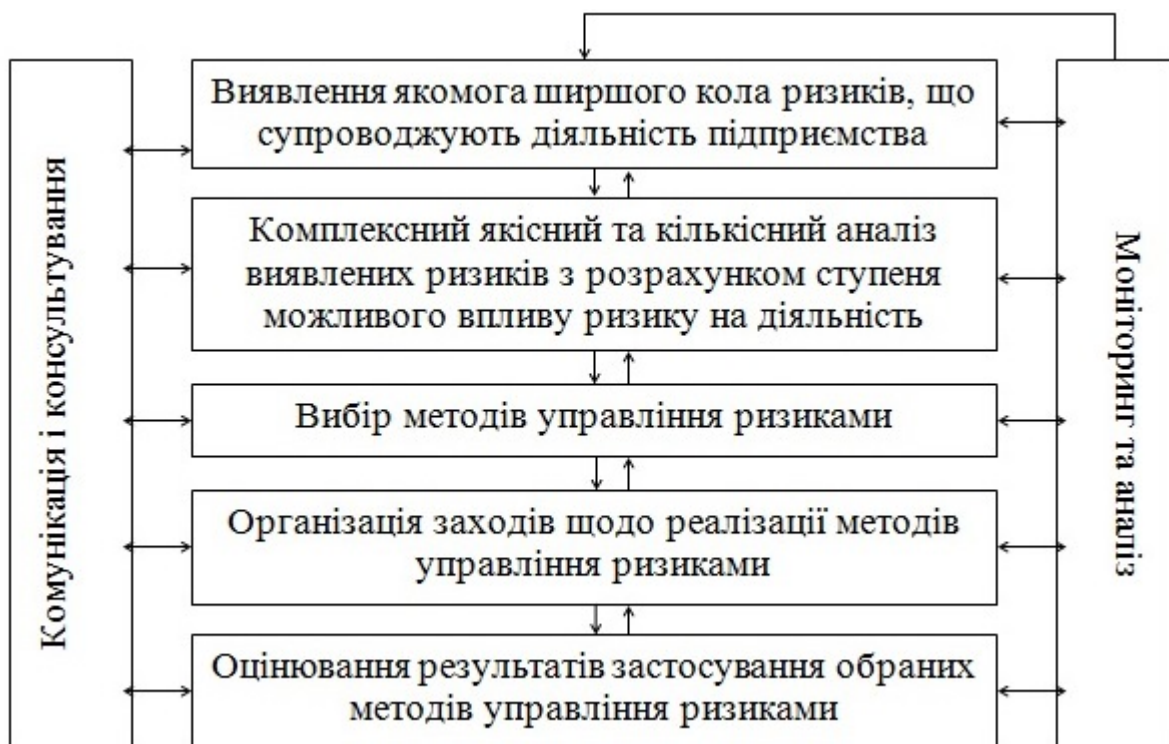 Комунікація і консультування
Виявлення якомога ширшого кола ризиків, що
супроводжують діяльність підприємства
Комплексний якісний та кількісний аналіз
виявлених ризиків з розрахунком ступеня
можливого впливу ризику на діяльність
Вибір методів управління ризиками
Організація заходів щодо реалізації методів
управління ризиками
Оцінювання результатів застосування обраних
методів управління ризиками
Моніторинг та аналіз